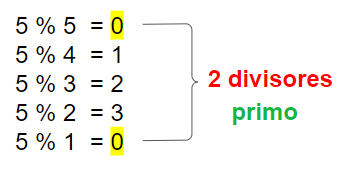 5 % 5 = 0
5 % 4 = 1
5 % 3 = 2
5 % 2 = 3
5 % 1 = 0
2 divisores
primo